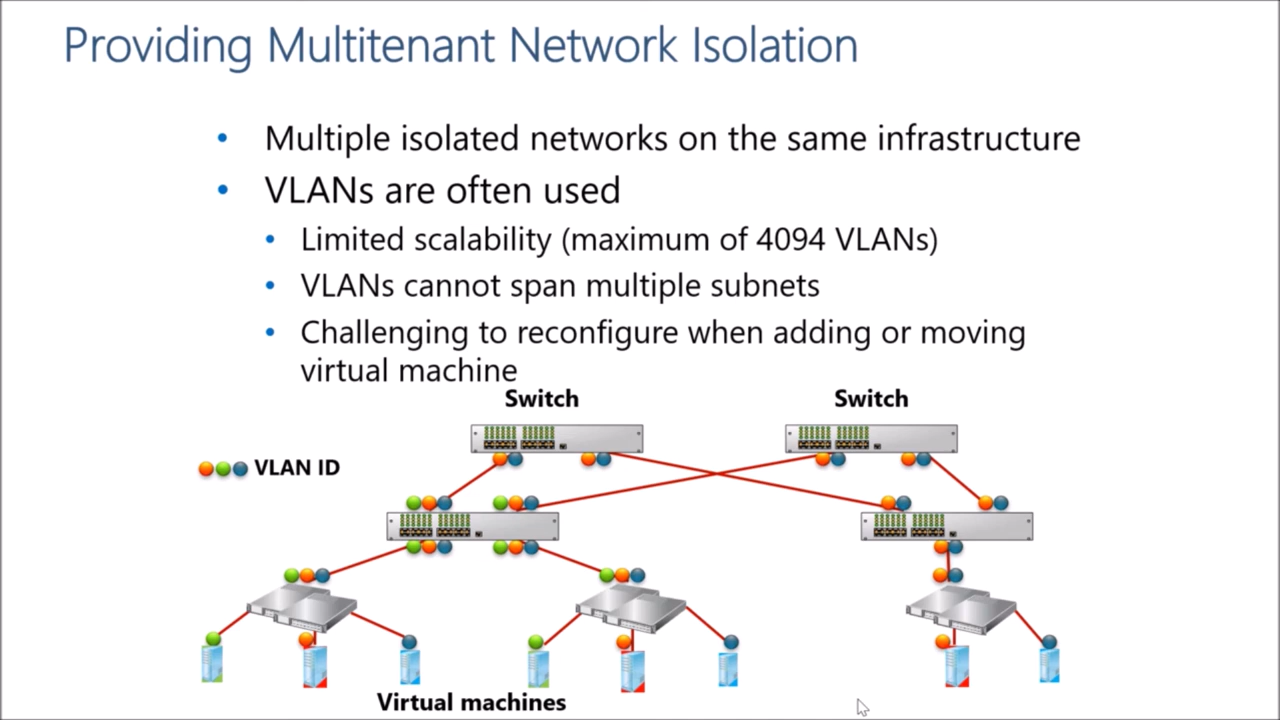 Providing Multitenant Network Isolation
• Multiple isolated networks on the same infrastructure
• VLANs are often used
• Limited scalability (maximum of 4094 VLANs)
• VLANs cannot span multiple subnets
• Challenging to reconfigure when adding or moving
virtual machine
Switch
Switch
VLAN ID
Virtual machines